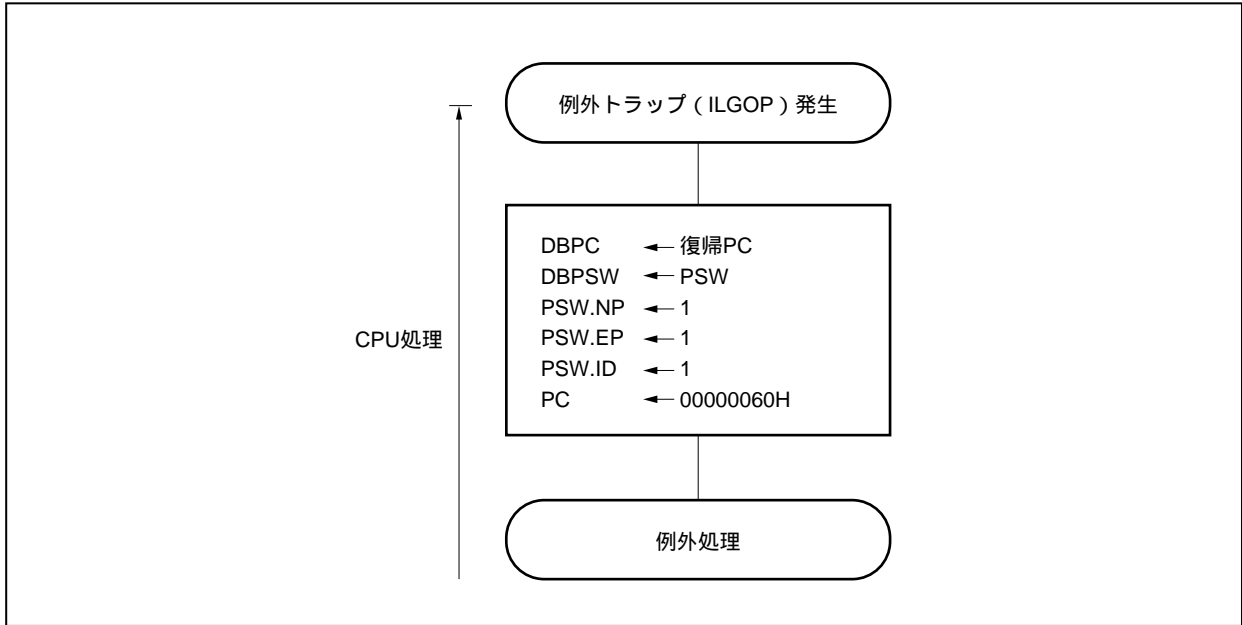 例外トラップ（ILGOP）発生
DBPC ← 復帰PC
DBPSW ← PSW
PSW.NP ← 1
PSW.EP ← 1
PSW.ID ← 1
PC ← 00000060H
CPU処理
例外処理